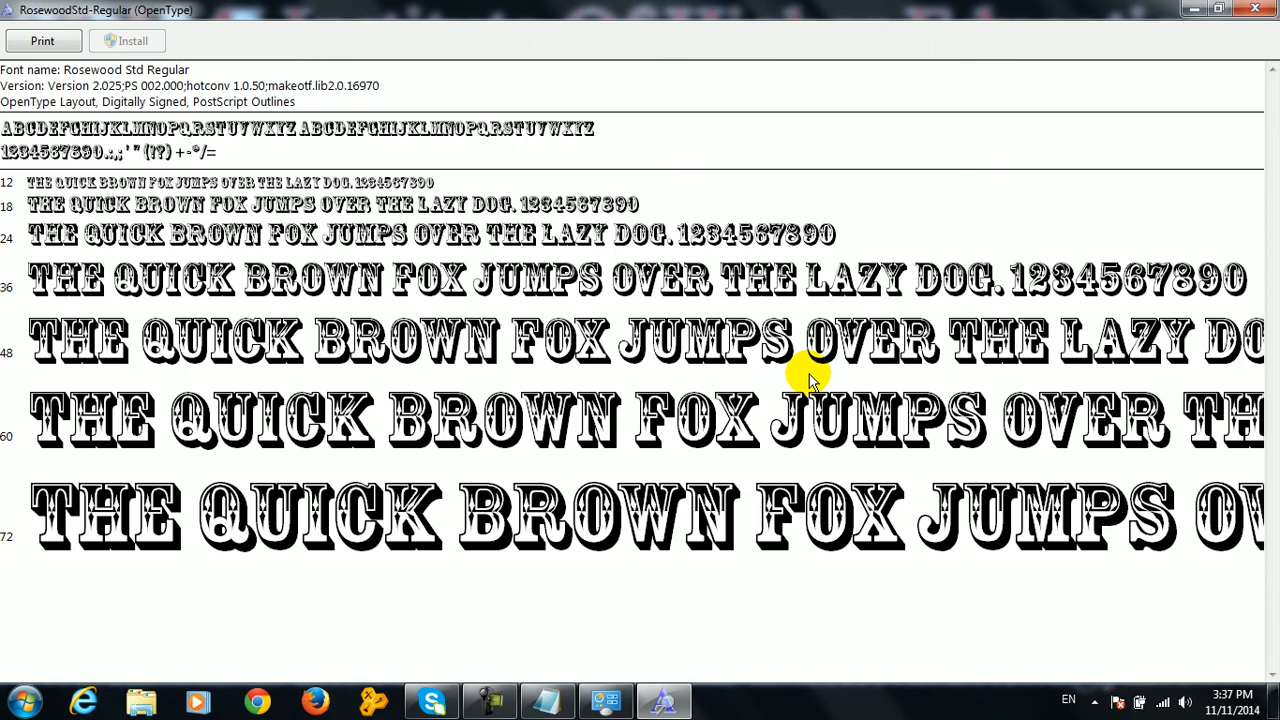 RosewoodStd-Regular (OpenType)
Print
Install
Font name: Rosewood Std Regular
Version: Version 2.025;PS 002.000;hotconv 1.0.50;makeotf.lib2.0.16970
OpenType Layout, Digitally Signed, PostScript Outlines
ABCDEFGHIJKLMNOPQRSTUVWXYZ ABCDEFGHIJKLMNOPQRSTUVWXYZ
1234567890.:,; ' " (!?) +-*/=
12 THE QUICK BROWN FOX JUMPS OVER THE LAZY DOG. 1234567890
18 THE QUICK BROWN FOX JUMPS OVER THE LAZY DOG. 1234567890
24 THE QUICK BROWN FOX JUMPS OVER THE LAZY DOG. 1234567890
36 THE QUICK BROWN FOX JUMPS OVER THE LAZY DOG. 1234567890
48 THE QUICK BROWN FOX JUMPS OVER THE LAZY DO
60 THE QUICK BROWN FOX JUMPS OVER TH
72 THE QUICK BROWN FOX JUMPS OV
EN
3:37 PM
11/11/2014